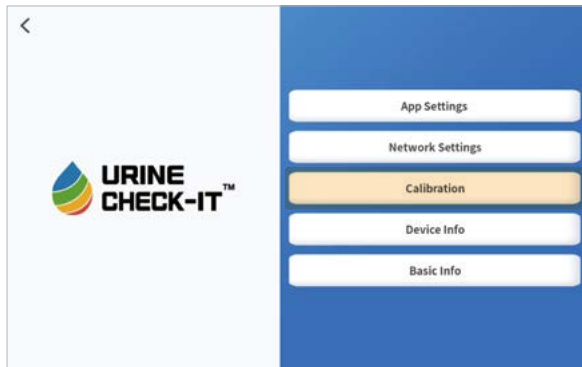 URINE
CHECK-IT™
App Settings
Network Settings
Calibration
Device Info
Basic Info